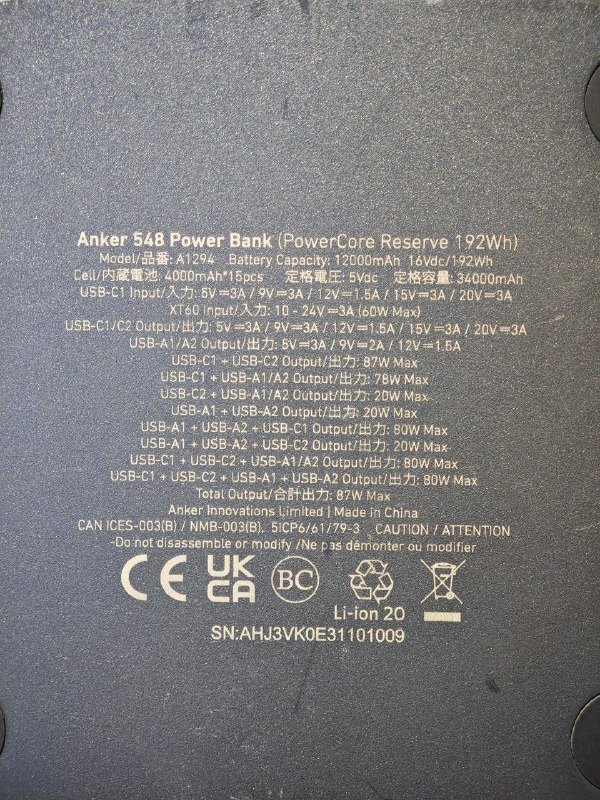 Anker 548 Power Bank (PowerCore Reserve 192Wh)
Model/品番: A1294 Battery Capacity: 12000mAh 16Vdc/192Wh
Cell/内蔵電池: 4000mAh*15pcs 定格電圧: 5Vdc 定格容量: 34000mAh
USB-C1 Input/入力: 5V⎓3A / 9V⎓3A / 12V⎓1.5A / 15V⎓3A / 20V⎓3A
XT60 Input/入力: 10 - 24V⎓3A (60W Max)
USB-C1/C2 Output/出力: 5V⎓3A / 9V⎓3A / 12V⎓1.5A / 15V⎓3A / 20V⎓3A
USB-A1/A2 Output/出力: 5V⎓3A / 9V⎓2A / 12V⎓1.5A
USB-C1 + USB-C2 Output/出力: 87W Max
USB-C1 + USB-A1/A2 Output/出力: 78W Max
USB-C2 + USB-A1/A2 Output/出力: 20W Max
USB-A1 + USB-A2 Output/出力: 20W Max
USB-A1 + USB-A2 + USB-C1 Output/出力: 80W Max
USB-A1 + USB-A2 + USB-C2 Output/出力: 20W Max
USB-C1 + USB-C2 + USB-A1/A2 Output/出力: 80W Max
USB-C1 + USB-C2 + USB-A1 + USB-A2 Output/出力: 80W Max
Total Output/合計出力: 87W Max
Anker Innovations Limited | Made in China
CAN ICES-003(B) / NMB-003(B). 5ICP6/61/79-3 CAUTION / ATTENTION
-Do not disassemble or modify /Ne pas démonter ou modifier
CE UK CA BC
Li-ion 20
SN:AHJ3VK0E31101009